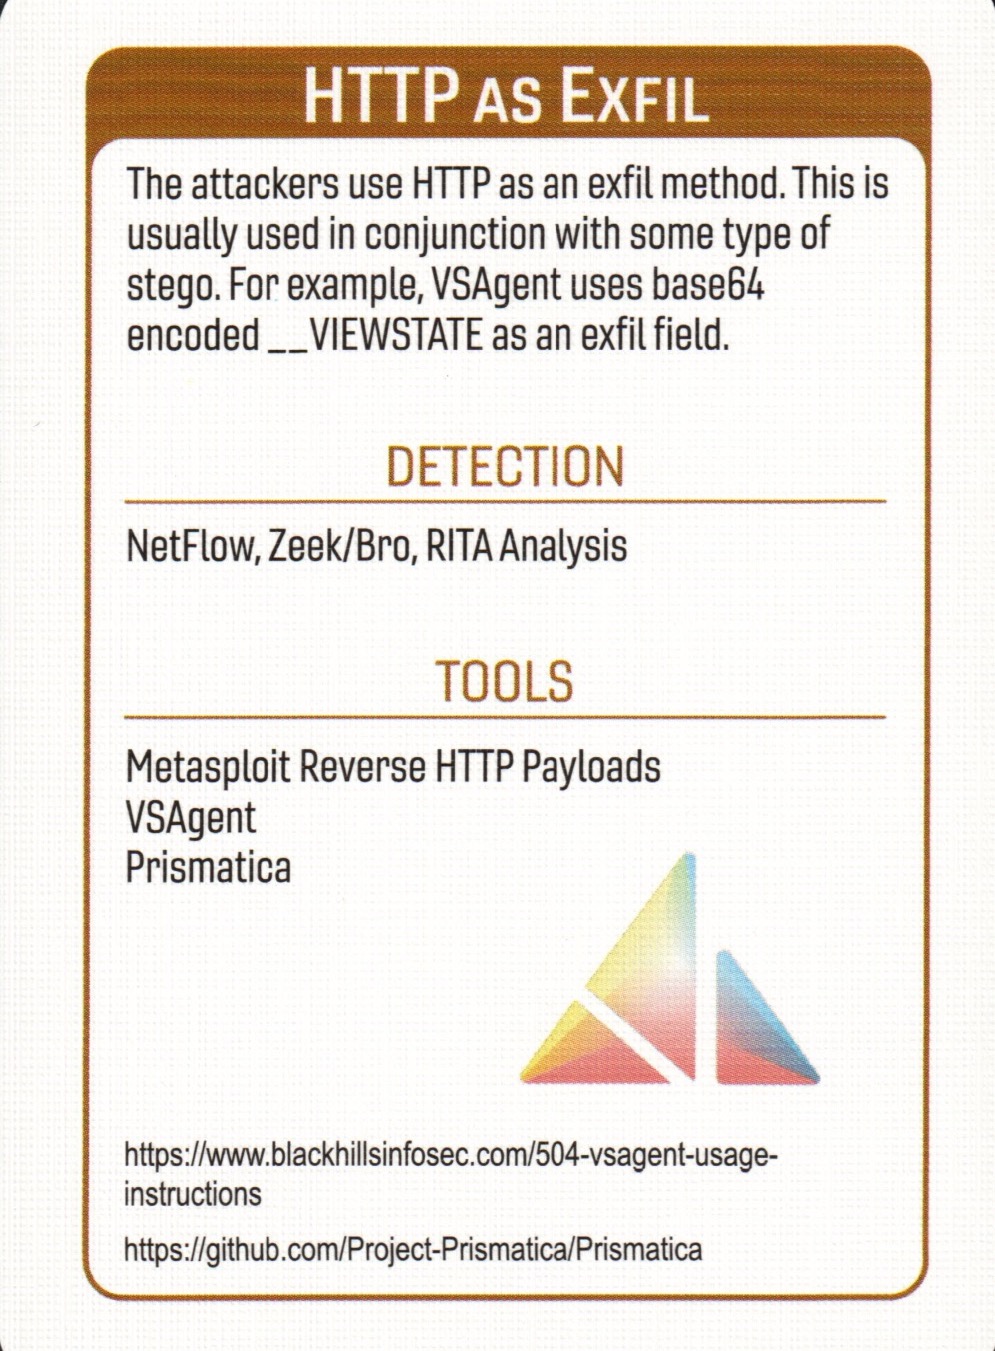 HTTP AS EXFIL
The attackers use HTTP as an exfil method. This is
usually used in conjunction with some type of
stego. For example, VSAgent uses base64
encoded __VIEWSTATE as an exfil field.
DETECTION
NetFlow, Zeek/Bro, RITA Analysis
TOOLS
Metasploit Reverse HTTP Payloads
VSAgent
Prismatica
https://www.blackhillsinfosec.com/504-vsagent-usage-
instructions
https://github.com/Project-Prismatica/Prismatica